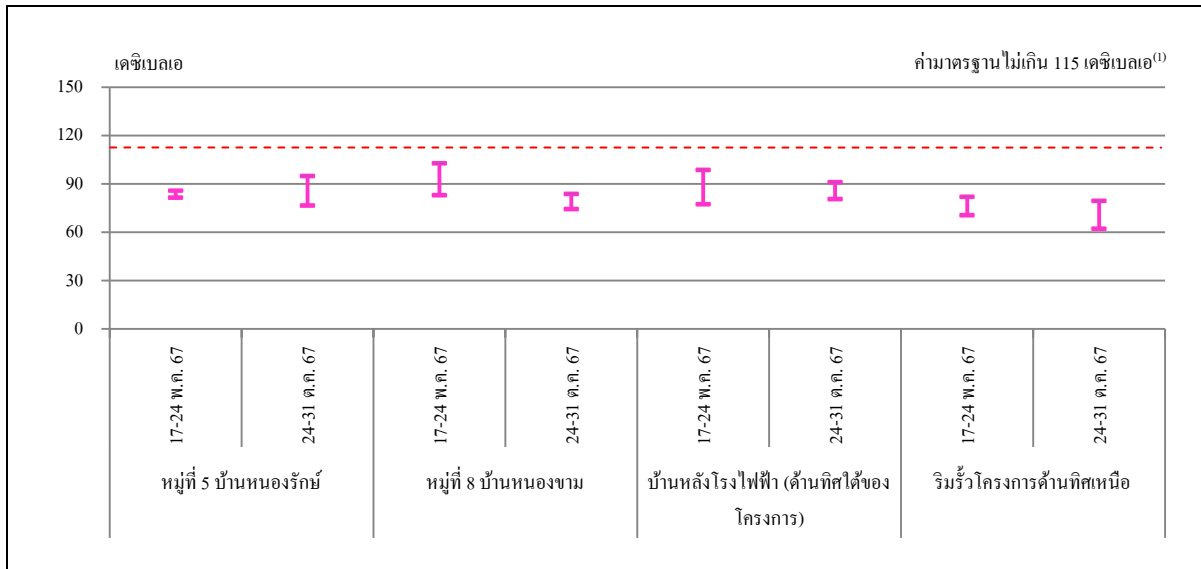 เดซิเบลเอ ค่ามาตรฐานไม่เกิน 115 เดซิเบลเอ⁽¹⁾
150
120
90
60
30
0
17-24 พ.ค. 67
24-31 ต.ค. 67
17-24 พ.ค. 67
24-31 ต.ค. 67
17-24 พ.ค. 67
24-31 ต.ค. 67
17-24 พ.ค. 67
24-31 ต.ค. 67
หมู่ที่ 5 บ้านหนองรักษ์
หมู่ที่ 8 บ้านหนองขาม
บ้านหลังโรงไฟฟ้า (ด้านทิศใต้ของ
โครงการ)
ริมรั้วโครงการด้านทิศเหนือ